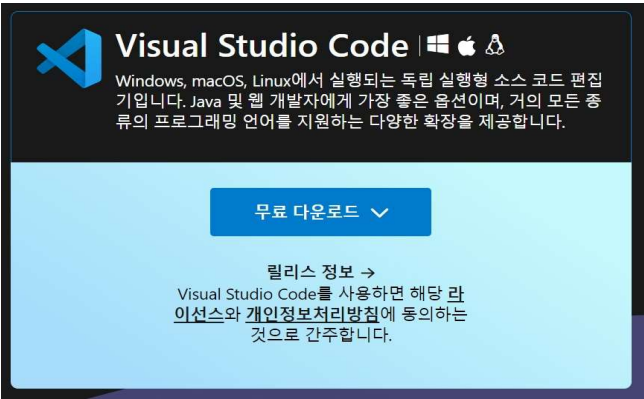 Visual Studio Code
Windows, macOS, Linux에서 실행되는 독립 실행형 소스 코드 편집
기입니다. Java 및 웹 개발자에게 가장 좋은 옵션이며, 거의 모든 종
류의 프로그래밍 언어를 지원하는 다양한 확장을 제공합니다.
무료 다운로드
릴리스 정보 →
Visual Studio Code를 사용하면 해당 라
이선스와 개인정보처리방침에 동의하는
것으로 간주합니다.